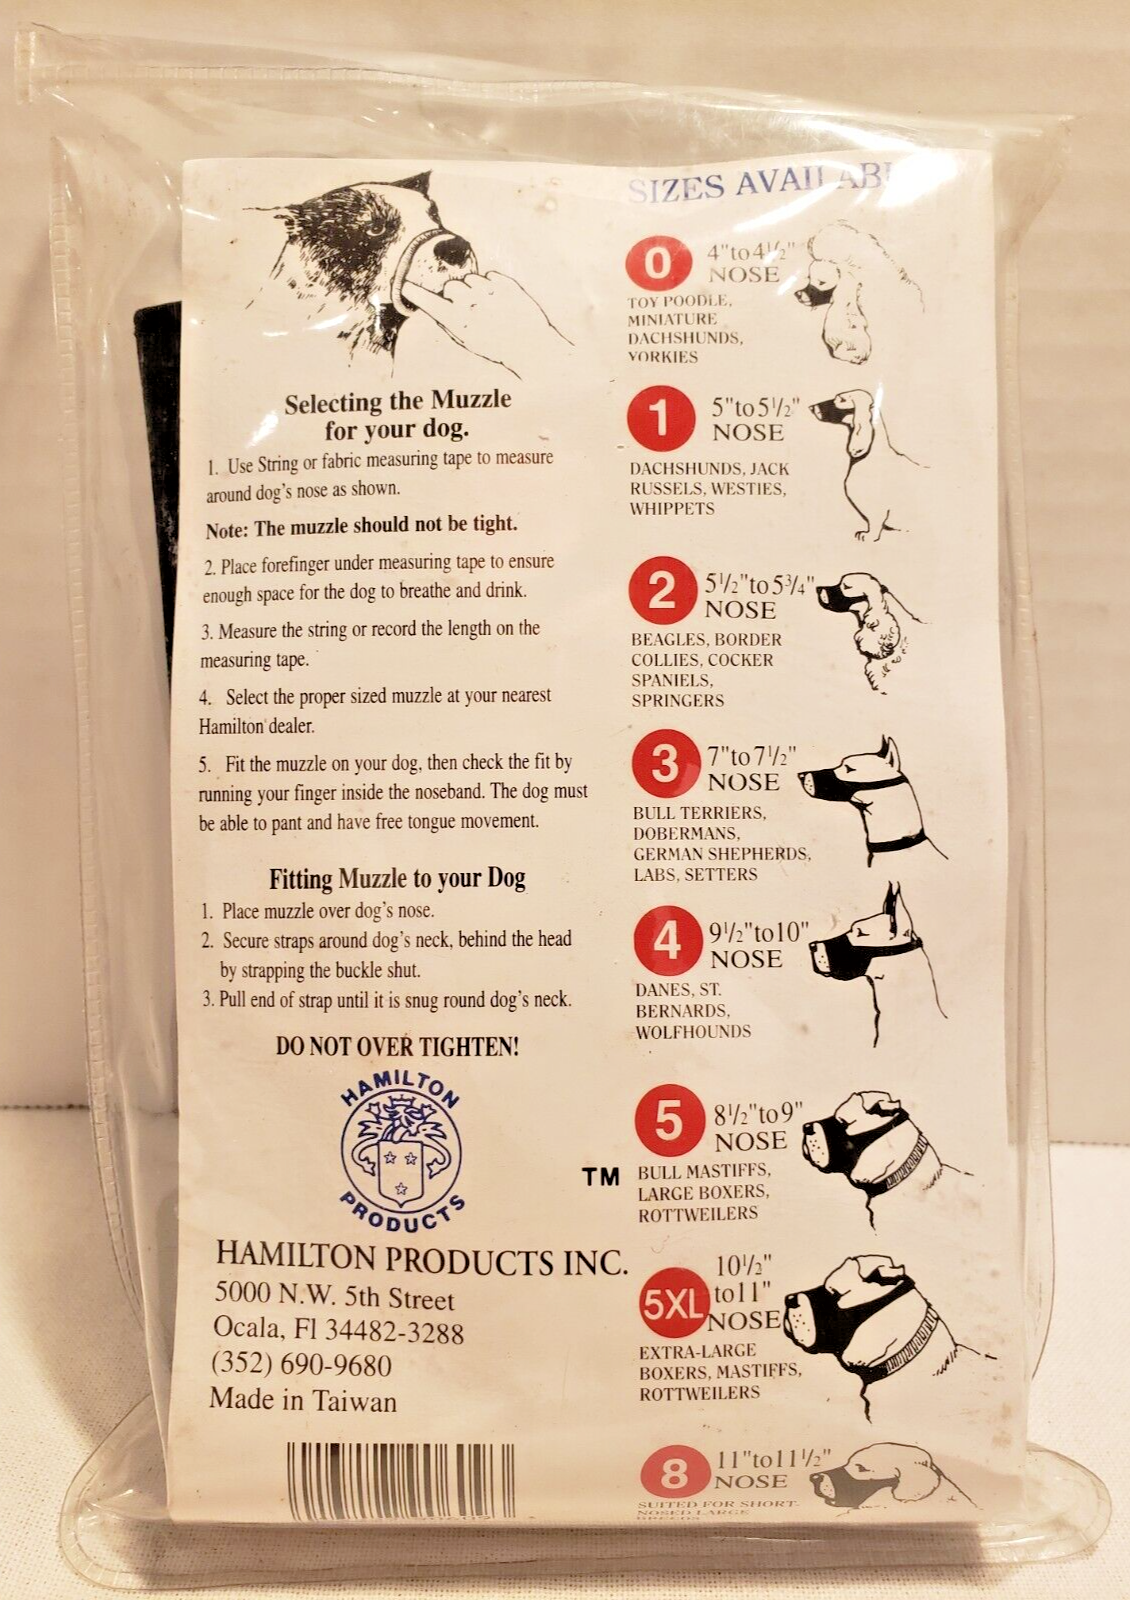 Selecting the Muzzle
for your dog.
1. Use String or fabric measuring tape to measure
around dog's nose as shown.
Note: The muzzle should not be tight.
2. Place forefinger under measuring tape to ensure
enough space for the dog to breathe and drink.
3. Measure the string or record the length on the
measuring tape.
4. Select the proper sized muzzle at your nearest
Hamilton dealer.
5. Fit the muzzle on your dog, then check the fit by
running your finger inside the noseband. The dog must
be able to pant and have free tongue movement.
Fitting Muzzle to your Dog
1. Place muzzle over dog's nose.
2. Secure straps around dog's neck, behind the head
by strapping the buckle shut.
3. Pull end of strap until it is snug round dog's neck.
DO NOT OVER TIGHTEN!
HAMILTON
PRODUCTS
TM
HAMILTON PRODUCTS INC.
5000 N.W. 5th Street
Ocala, Fl 34482-3288
(352) 690-9680
Made in Taiwan
SIZES
0
4"to4½"
NOSE
TOY POODLE,
MINIATURE
DACHSHUNDS,
YORKIES
1
5"to5½"
NOSE
DACHSHUNDS, JACK
RUSSELS, WESTIES,
WHIPPETS
2
5½"to5¾"
NOSE
BEAGLES, BORDER
COLLIES, COCKER
SPANIELS,
SPRINGERS
3
7"to7½"
NOSE
BULL TERRIERS,
DOBERMANS,
GERMAN SHEPHERDS,
LABS, SETTERS
4
9½"to10"
NOSE
DANES, ST.
BERNARDS,
WOLFHOUNDS
5
8½"to9"
NOSE
BULL MASTIFFS,
LARGE BOXERS,
ROTTWEILERS
5XL
10½"
to11"
NOSE
EXTRA-LARGE
BOXERS, MASTIFFS,
ROTTWEILERS
8
11"to11½"
NOSE
SUITED FOR SHORT-
NOSED LARGE